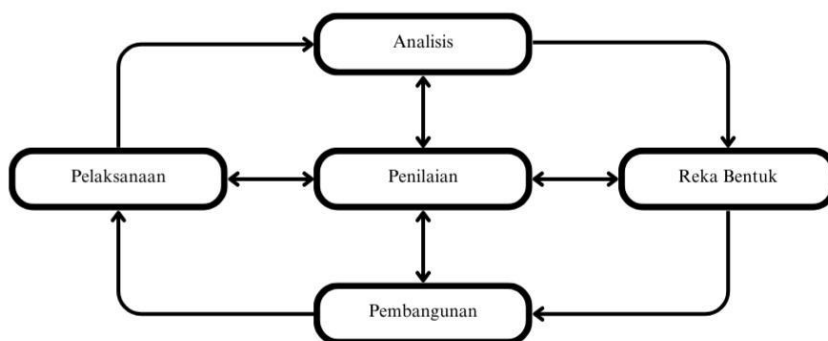 Analisis
Pelaksanaan
Penilaian
Reka Bentuk
Pembangunan